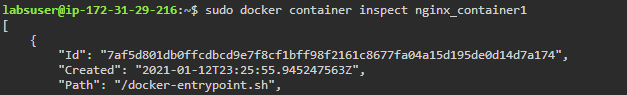 labsuser@ip-172-31-29-216:~$ sudo docker container inspect nginx_container1
[
    {
        "Id": "7af5d801db0ffcdbcd9e7f8cf1bff98f2161c8677fa04a15d195de0d14d7a174",
        "Created": "2021-01-12T23:25:55.945247563Z",
        "Path": "/docker-entrypoint.sh",